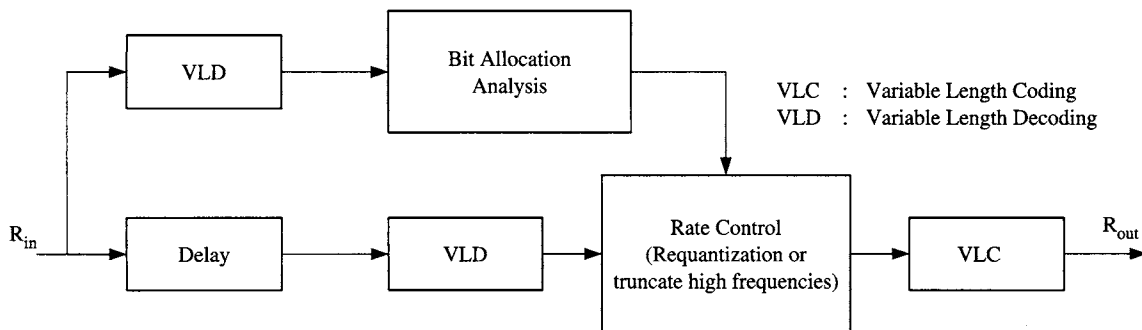 VLD
Bit Allocation
Analysis
VLC : Variable Length Coding
VLD : Variable Length Decoding
R_in
Delay
VLD
Rate Control
(Requantization or
truncate high frequencies)
VLC
R_out